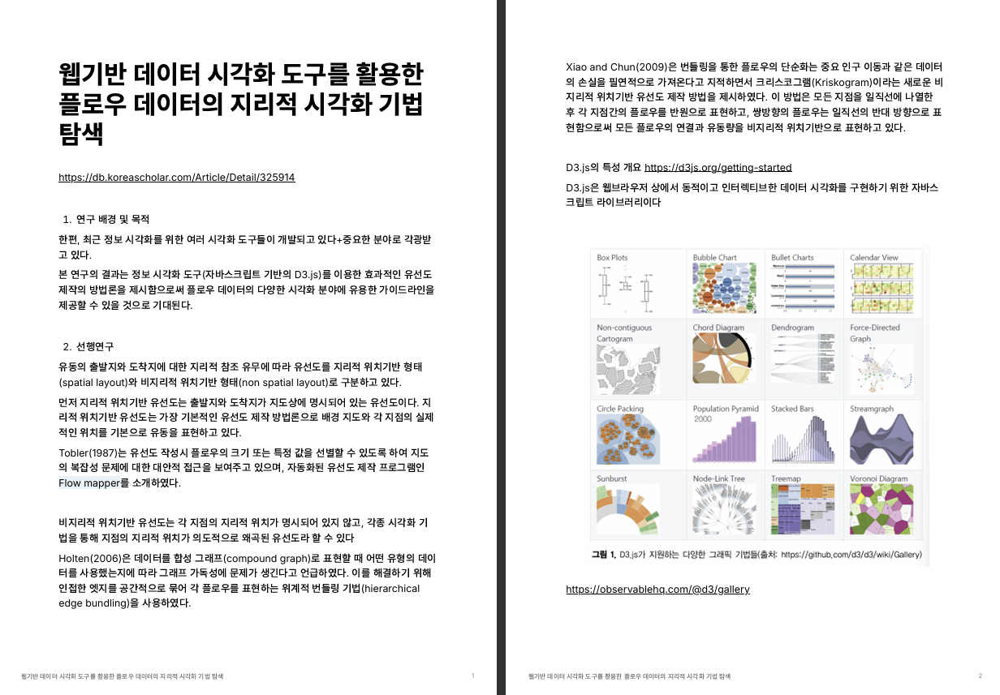 웹기반 데이터 시각화 도구를 활용한
플로우 데이터의 지리적 시각화 기법
탐색
https://db.koreascholar.com/Article/Detail/325914
1. 연구 배경 및 목적
한편, 최근 정보 시각화를 위한 여러 시각화 도구들이 개발되고 있다+중요한 분야로 각광받
고 있다.
본 연구의 결과는 정보 시각화 도구(자바스크립트 기반의 D3.js)를 이용한 효과적인 유선도
제작의 방법론을 제시함으로써 플로우 데이터의 다양한 시각화 분야에 유용한 가이드라인을
제공할 수 있을 것으로 기대된다.
2. 선행연구
유동의 출발지와 도착지에 대한 지리적 참조 유무에 따라 유선도를 지리적 위치기반 형태
(spatial layout)와 비지리적 위치기반 형태(non spatial layout)로 구분하고 있다.
먼저 지리적 위치기반 유선도는 출발지와 도착지가 지도상에 명시되어 있는 유선도이다. 지
리적 위치기반 유선도는 가장 기본적인 유선도 제작 방법론으로 배경 지도와 각 지점의 실제
적인 위치를 기본으로 유동을 표현하고 있다.
Tobler(1987)는 유선도 작성시 플로우의 크기 또는 특정 값을 선별할 수 있도록 하여 지도
의 복잡성 문제에 대한 대안적 접근을 보여주고 있으며, 자동화된 유선도 제작 프로그램인
Flow mapper를 소개하였다.
비지리적 위치기반 유선도는 각 지점의 지리적 위치가 명시되어 있지 않고, 각종 시각화 기
법을 통해 지점의 지리적 위치가 의도적으로 왜곡된 유선도라 할 수 있다
Holten(2006)은 데이터를 합성 그래프(compound graph)로 표현할 때 어떤 유형의 데이
터를 사용했는지에 따라 그래프 가독성에 문제가 생긴다고 언급하였다. 이를 해결하기 위해
인접한 엣지를 공간적으로 묶어 각 플로우를 표현하는 위계적 번들링 기법(hierarchical
edge bundling)을 사용하였다.
웹기반 데이터 시각화 도구를 활용한 플로우 데이터의 지리적 시각화 기법 탐색
1
Xiao and Chun(2009)은 번들링을 통한 플로우의 단순화는 중요 인구 이동과 같은 데이터
의 손실을 필연적으로 가져온다고 지적하면서 크리스코그램(Kriskogram)이라는 새로운 비
지리적 위치기반 유선도 제작 방법을 제시하였다. 이 방법은 모든 지점을 일직선에 나열한
후 각 지점간의 플로우를 반원으로 표현하고, 쌍방향의 플로우는 일직선의 반대 방향으로 표
현함으로써 모든 플로우의 연결과 유동량을 비지리적 위치기반으로 표현하고 있다.
D3.js의 특성 개요 https://d3js.org/getting-started
D3.js은 웹브라우저 상에서 동적이고 인터렉티브한 데이터 시각화를 구현하기 위한 자바스
크립트 라이브러리이다
Box Plots
Bubble Chart
Bullet Charts
Calendar View
Non-contiguous
Cartogram
Chord Diagram
Dendrogram
Force-Directed
Graph
Circle Packing
Population Pyramid
2000
Stacked Bars
Streamgraph
Sunburst
Node-Link Tree
Treemap
Voronoi Diagram
그림 1. D3.js가 지원하는 다양한 그래픽 기법들(출처: https://github.com/d3/d3/wiki/Gallery)
https://observablehq.com/@d3/gallery
웹기반 데이터 시각화 도구를 활용한 플로우 데이터의 지리적 시각화 기법 탐색
2